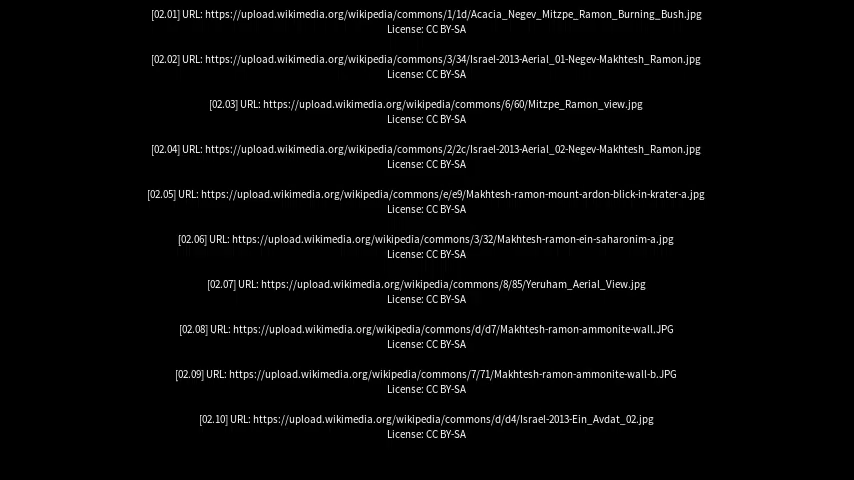 [02.01] URL: https://upload.wikimedia.org/wikipedia/commons/1/1d/Acacia_Negev_Mitzpe_Ramon_Burning_Bush.jpg
License: CC BY-SA
[02.02] URL: https://upload.wikimedia.org/wikipedia/commons/3/34/Israel-2013-Aerial_01-Negev-Makhtesh_Ramon.jpg
License: CC BY-SA
[02.03] URL: https://upload.wikimedia.org/wikipedia/commons/6/60/Mitzpe_Ramon_view.jpg
License: CC BY-SA
[02.04] URL: https://upload.wikimedia.org/wikipedia/commons/2/2c/Israel-2013-Aerial_02-Negev-Makhtesh_Ramon.jpg
License: CC BY-SA
[02.05] URL: https://upload.wikimedia.org/wikipedia/commons/e/e9/Makhtesh-ramon-mount-ardon-blick-in-krater-a.jpg
License: CC BY-SA
[02.06] URL: https://upload.wikimedia.org/wikipedia/commons/3/32/Makhtesh-ramon-ein-saharonim-a.jpg
License: CC BY-SA
[02.07] URL: https://upload.wikimedia.org/wikipedia/commons/8/85/Yeruham_Aerial_View.jpg
License: CC BY-SA
[02.08] URL: https://upload.wikimedia.org/wikipedia/commons/d/d7/Makhtesh-ramon-ammonite-wall.JPG
License: CC BY-SA
[02.09] URL: https://upload.wikimedia.org/wikipedia/commons/7/71/Makhtesh-ramon-ammonite-wall-b.JPG
License: CC BY-SA
[02.10] URL: https://upload.wikimedia.org/wikipedia/commons/d/d4/Israel-2013-Ein_Avdat_02.jpg
License: CC BY-SA